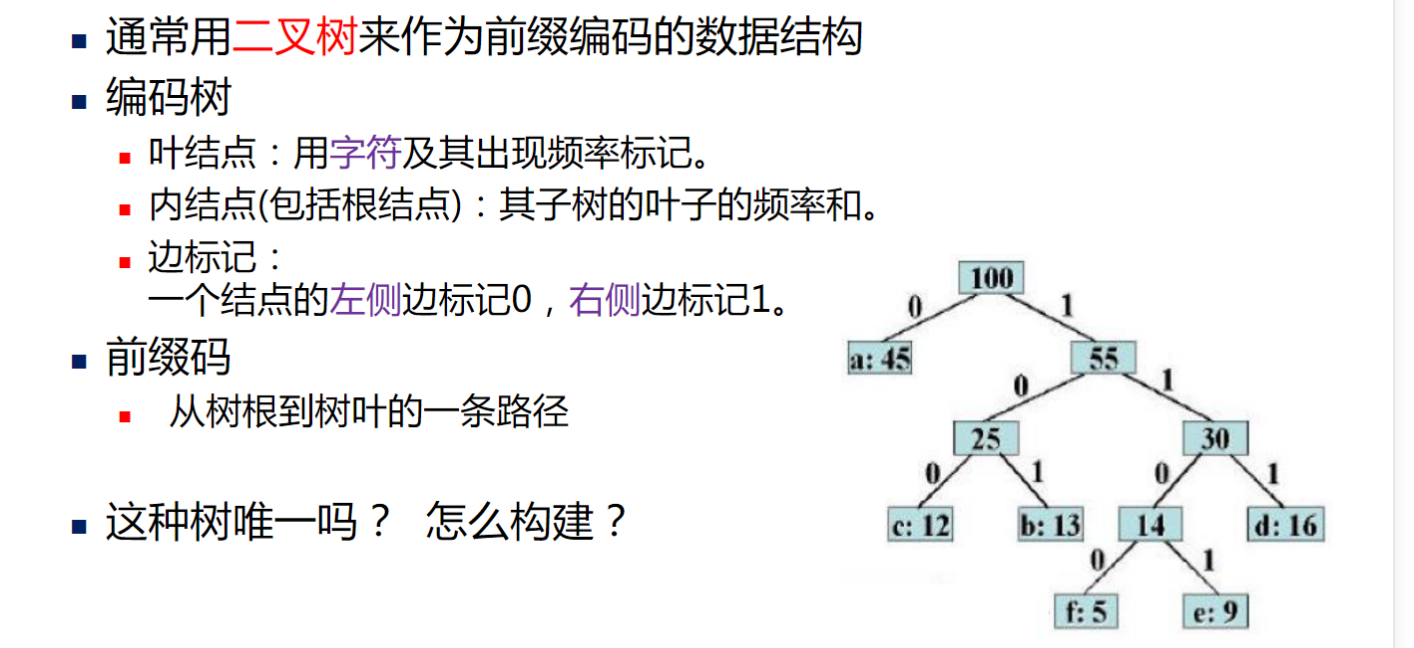 通常用二叉树来作为前缀编码的数据结构
编码树
叶结点：用字符及其出现频率标记。
内结点(包括根结点)：其子树的叶子的频率和。
边标记：
一个结点的左侧边标记0，右侧边标记1。
前缀码
从树根到树叶的一条路径
这种树唯一吗？ 怎么构建？
100
0 1
a: 45 55
0 1
25 30
0 1 0 1
c: 12 b: 13 14 d: 16
0 1
f: 5 e: 9